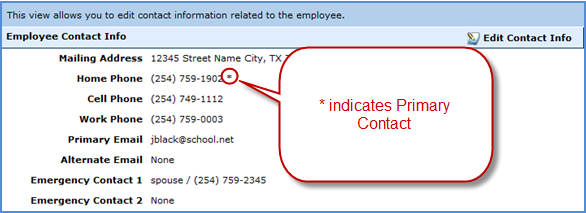 This view allows you to edit contact information related to the employee.
Employee Contact Info
Edit Contact Info
Mailing Address 12345 Street Name City, TX
Home Phone (254) 759-1902 *
Cell Phone (254) 749-1112
Work Phone (254) 759-0003
Primary Email jblack@school.net
Alternate Email None
Emergency Contact 1 spouse / (254) 759-2345
Emergency Contact 2 None
* indicates Primary
Contact